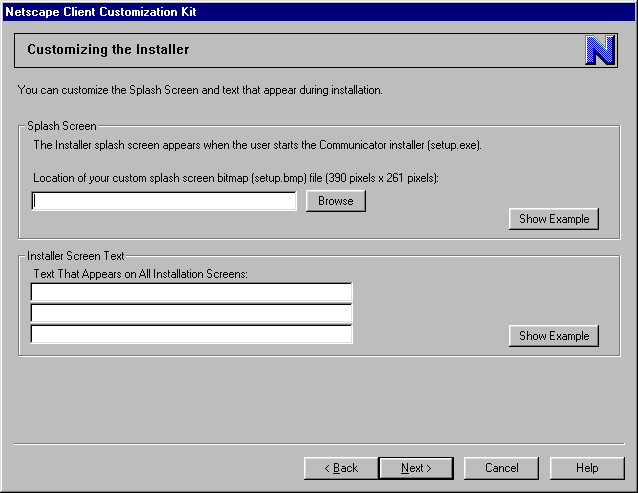 Netscape Client Customization Kit
Customizing the Installer
N
You can customize the Splash Screen and text that appear during installation.
Splash Screen
The Installer splash screen appears when the user starts the Communicator installer (setup.exe).
Location of your custom splash screen bitmap (setup.bmp) file (390 pixels x 261 pixels):
Browse
Show Example
Installer Screen Text
Text That Appears on All Installation Screens:
Show Example
< Back Next > Cancel Help